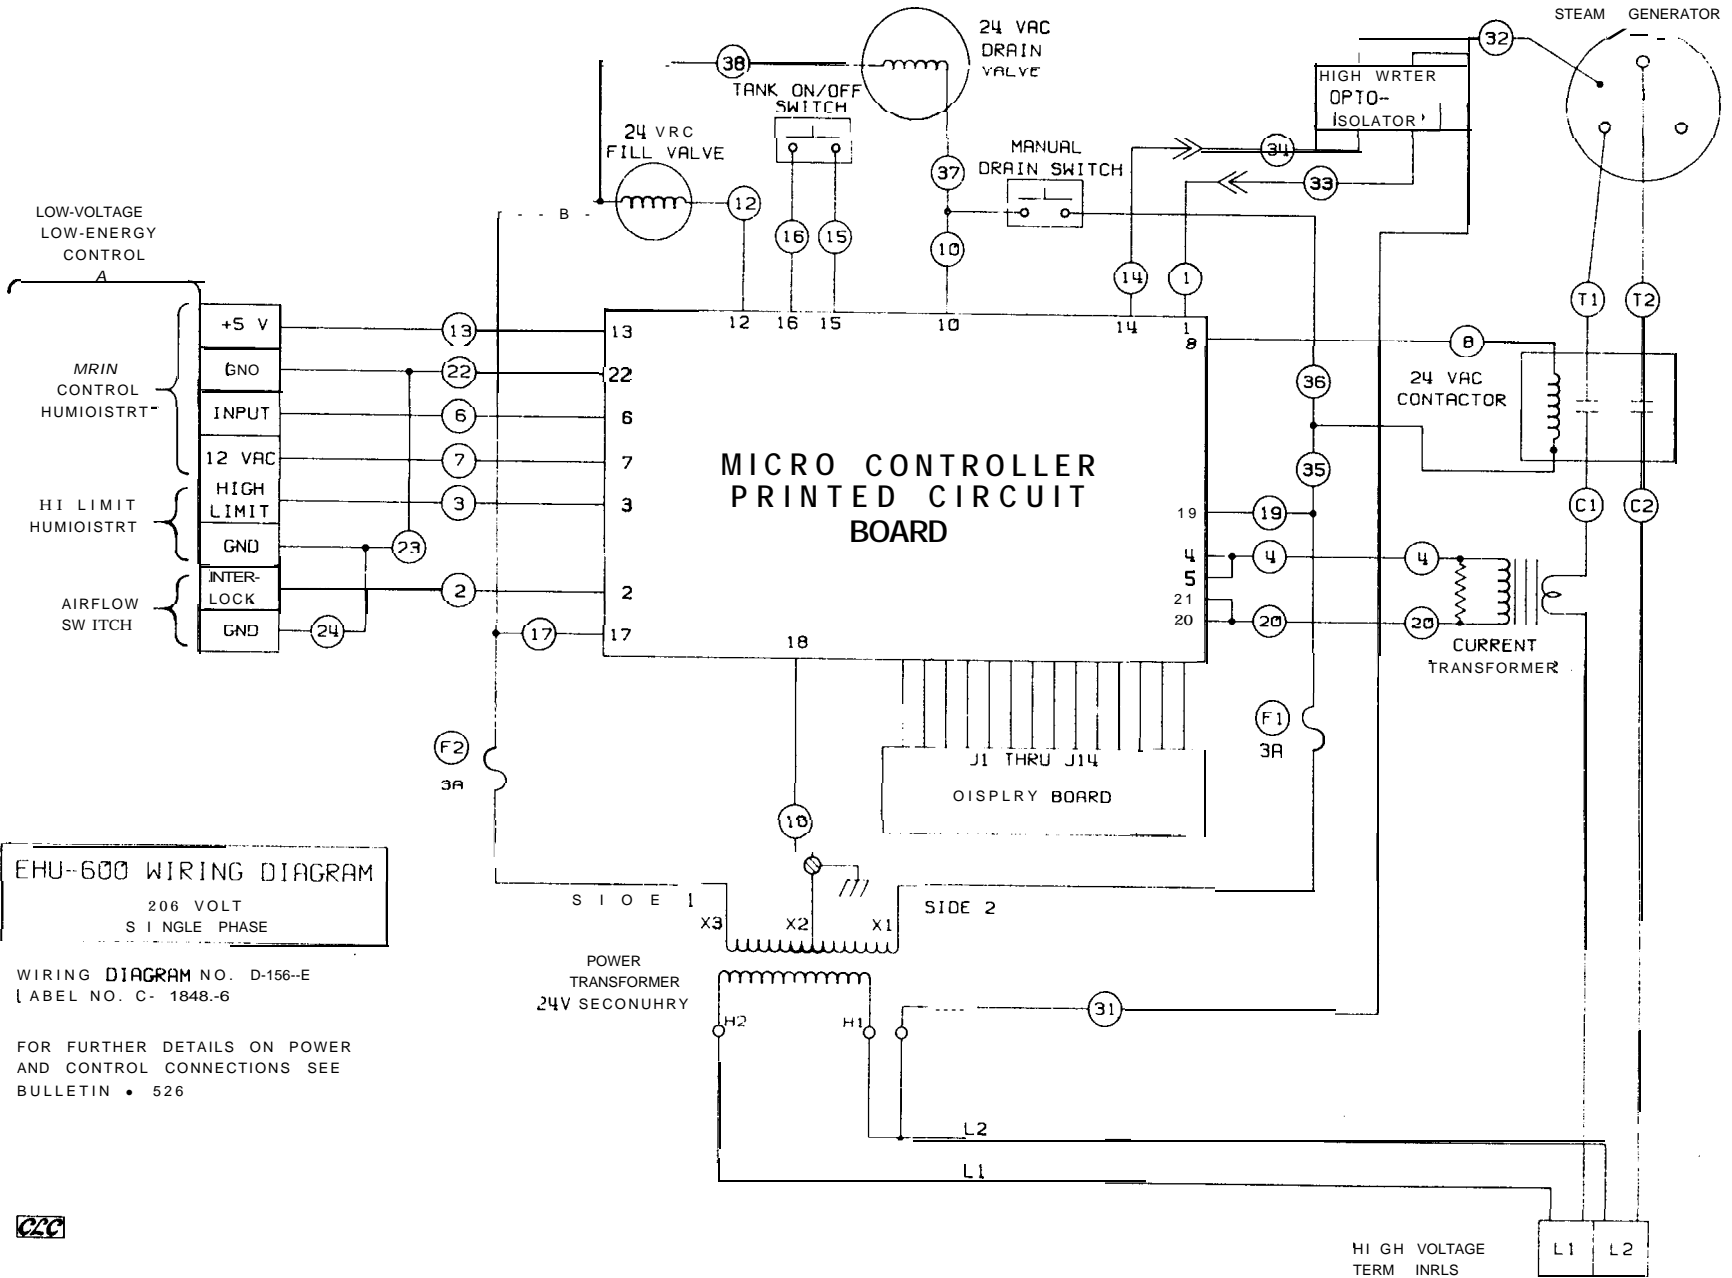 STEAM GENERATOR
32
24 VAC
DRAIN
VALVE
38
TANK ON/OFF
SWITCH
HIGH WRTER
OPTO-
ISOLATOR
24 VRC
FILL VALVE
MANUAL
DRAIN SWITCH
34
33
37
12
B
16
15
10
14
1
T1
T2
LOW-VOLTAGE
LOW-ENERGY
CONTROL
A
+5 V
GNO
INPUT
12 VAC
HIGH
LIMIT
GND
INTER-
LOCK
GND
MRIN
CONTROL
HUMIOISTRT
HI LIMIT
HUMIOISTRT
AIRFLOW
SW ITCH
13
22
6
7
3
23
2
24
17
12 16 15 10 14 1
8
13
22
6
7
3
2
17
18
19
4
5
21
20
MICRO CONTROLLER
PRINTED CIRCUIT
BOARD
8
36
24 VAC
CONTACTOR
35
19
C1
C2
4
4
20
20
CURRENT
TRANSFORMER
F2
3A
F1
3A
J1 THRU J14
OISPLRY BOARD
18
EHU-600 WIRING DIAGRAM
206 VOLT
S I NGLE PHASE
S I O E 1
SIDE 2
X3
X2
X1
POWER
TRANSFORMER
24V SECONUHRY
H2
H1
31
WIRING DIAGRAM NO. D-156--E
LABEL NO. C- 1848.-6
FOR FURTHER DETAILS ON POWER
AND CONTROL CONNECTIONS SEE
BULLETIN • 526
L2
L1
CLC
HI GH VOLTAGE
TERM INRLS
L1
L2